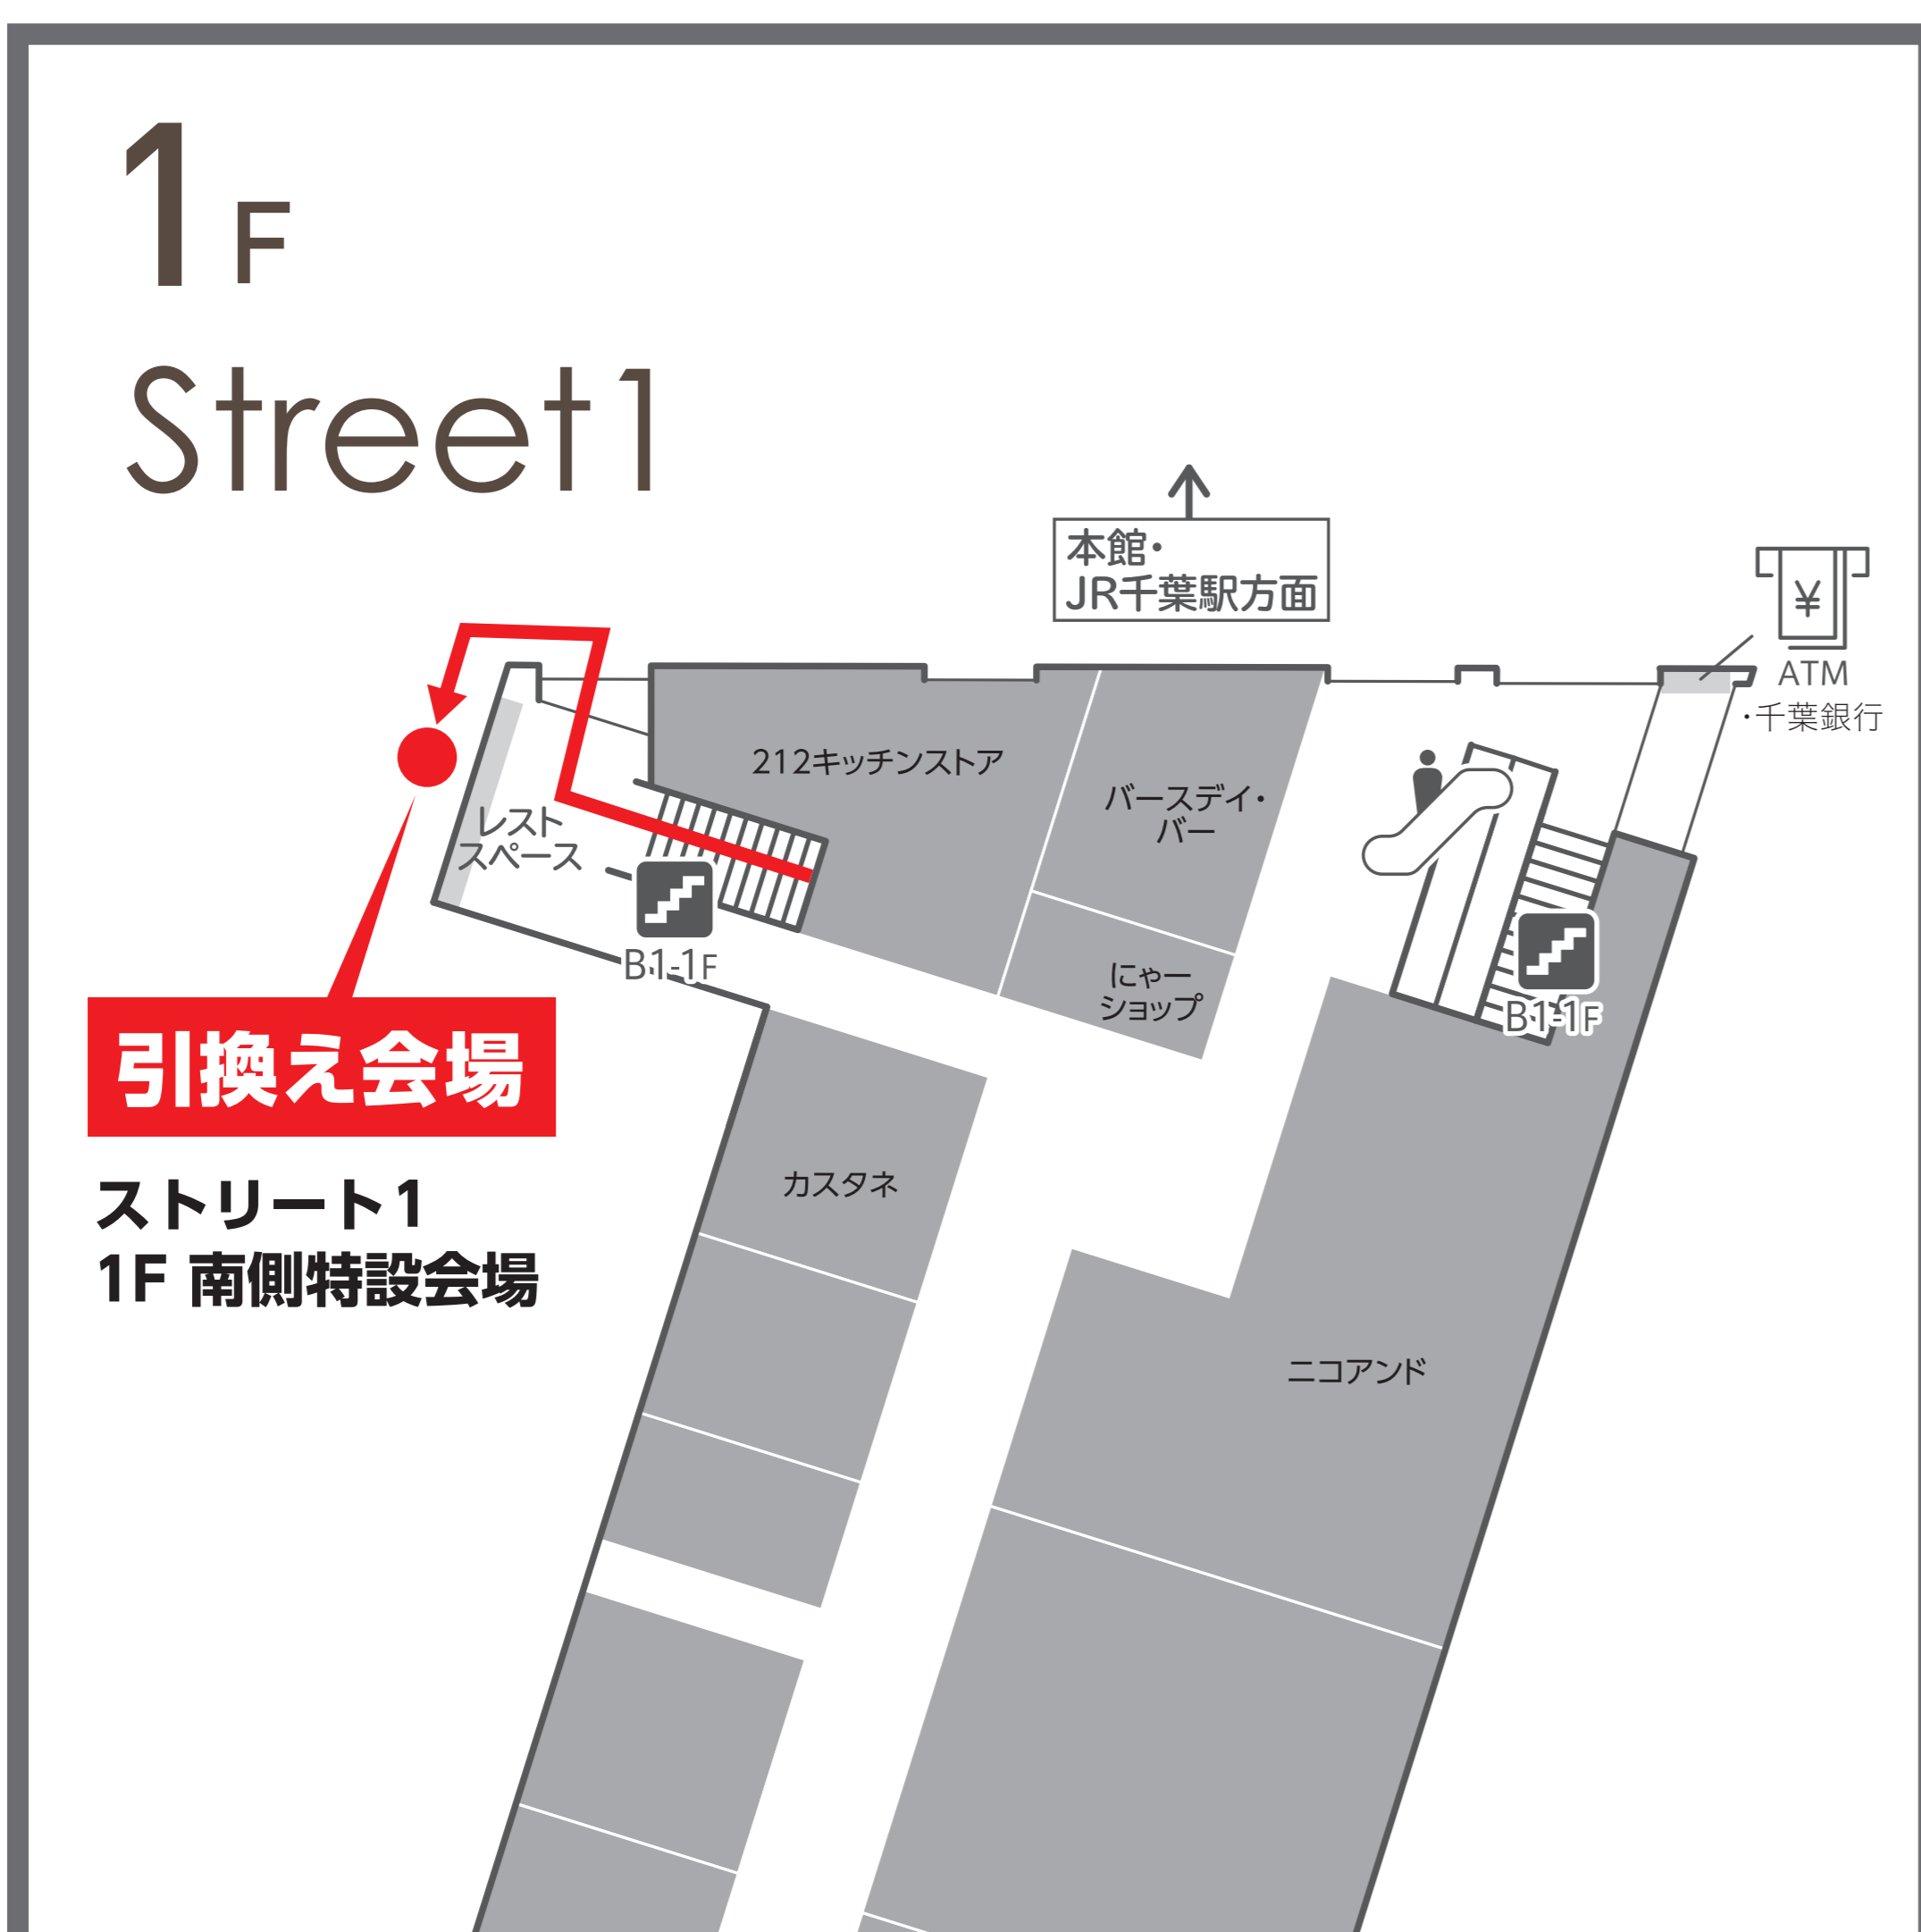 1F
Street1
本館・
JR千葉駅方面
¥
ATM
・千葉銀行
212キッチンストア
バースデイ・
バー
レスト
スペース
B1-1F
にゃー
ショップ
B1-1F
引換え会場
ストリート1
1F 南側特設会場
カスタネ
ニコアンド